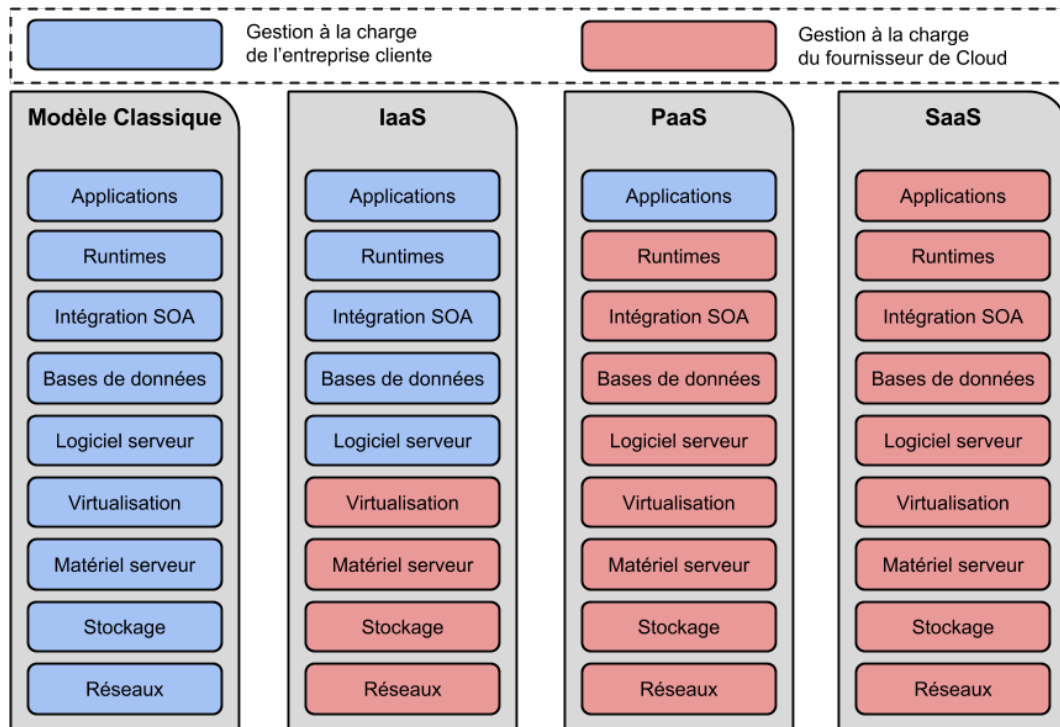 Gestion à la charge
de l'entreprise cliente
Gestion à la charge
du fournisseur de Cloud
Modèle Classique
Applications
Runtimes
Intégration SOA
Bases de données
Logiciel serveur
Virtualisation
Matériel serveur
Stockage
Réseaux
IaaS
Applications
Runtimes
Intégration SOA
Bases de données
Logiciel serveur
Virtualisation
Matériel serveur
Stockage
Réseaux
PaaS
Applications
Runtimes
Intégration SOA
Bases de données
Logiciel serveur
Virtualisation
Matériel serveur
Stockage
Réseaux
SaaS
Applications
Runtimes
Intégration SOA
Bases de données
Logiciel serveur
Virtualisation
Matériel serveur
Stockage
Réseaux